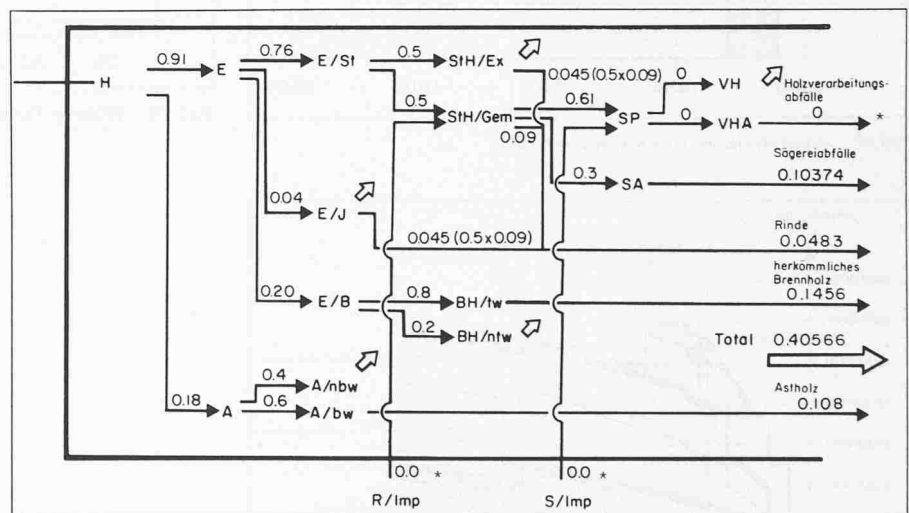 0.76
E/St
0.5
StH/Ex
0.91
E
0.045 (0.5x0.09)
0
VH
Holzverarbeitungs-
abfälle
H
0.5
StH/Gem
0.61
SP
0
VHA
0
*
0.09
Sägereiabfälle
0.3
SA
0.10374
0.04
E/J
Rinde
0.045 (0.5x0.09)
0.0483
herkömmliches
Brennholz
0.20
E/B
0.8
BH/tw
0.1456
0.2
BH/ntw
Total 0.40566
0.4
A/nbw
Astholz
0.18
A
0.6
A/bw
0.108
0.0 *
0.0 *
R/Imp
S/Imp